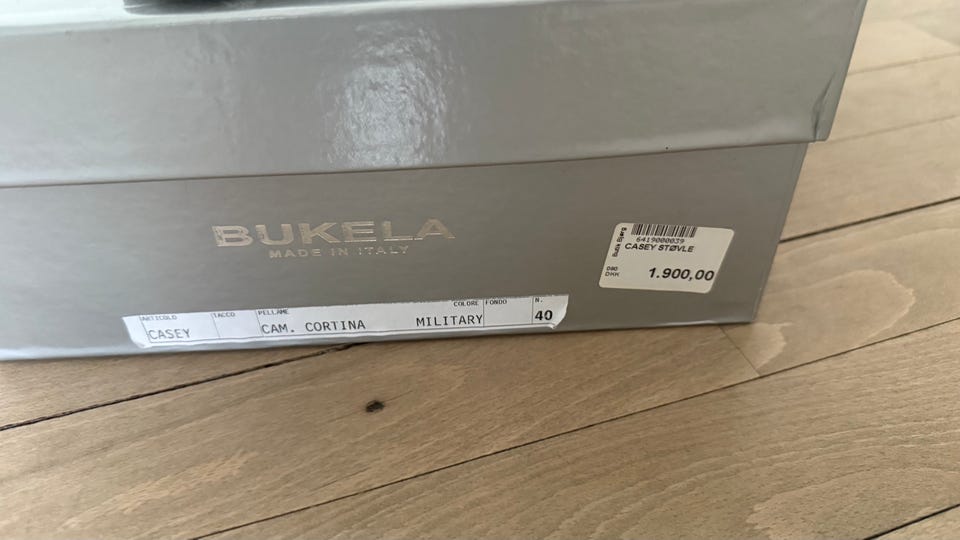 BUKELA
MADE IN ITALY
6419000039
CASEY STØVLE
DKK 1.900,00
ARTICOLO TACCO PELLAME COLORE FONDO N.
CASEY CAM. CORTINA MILITARY 40